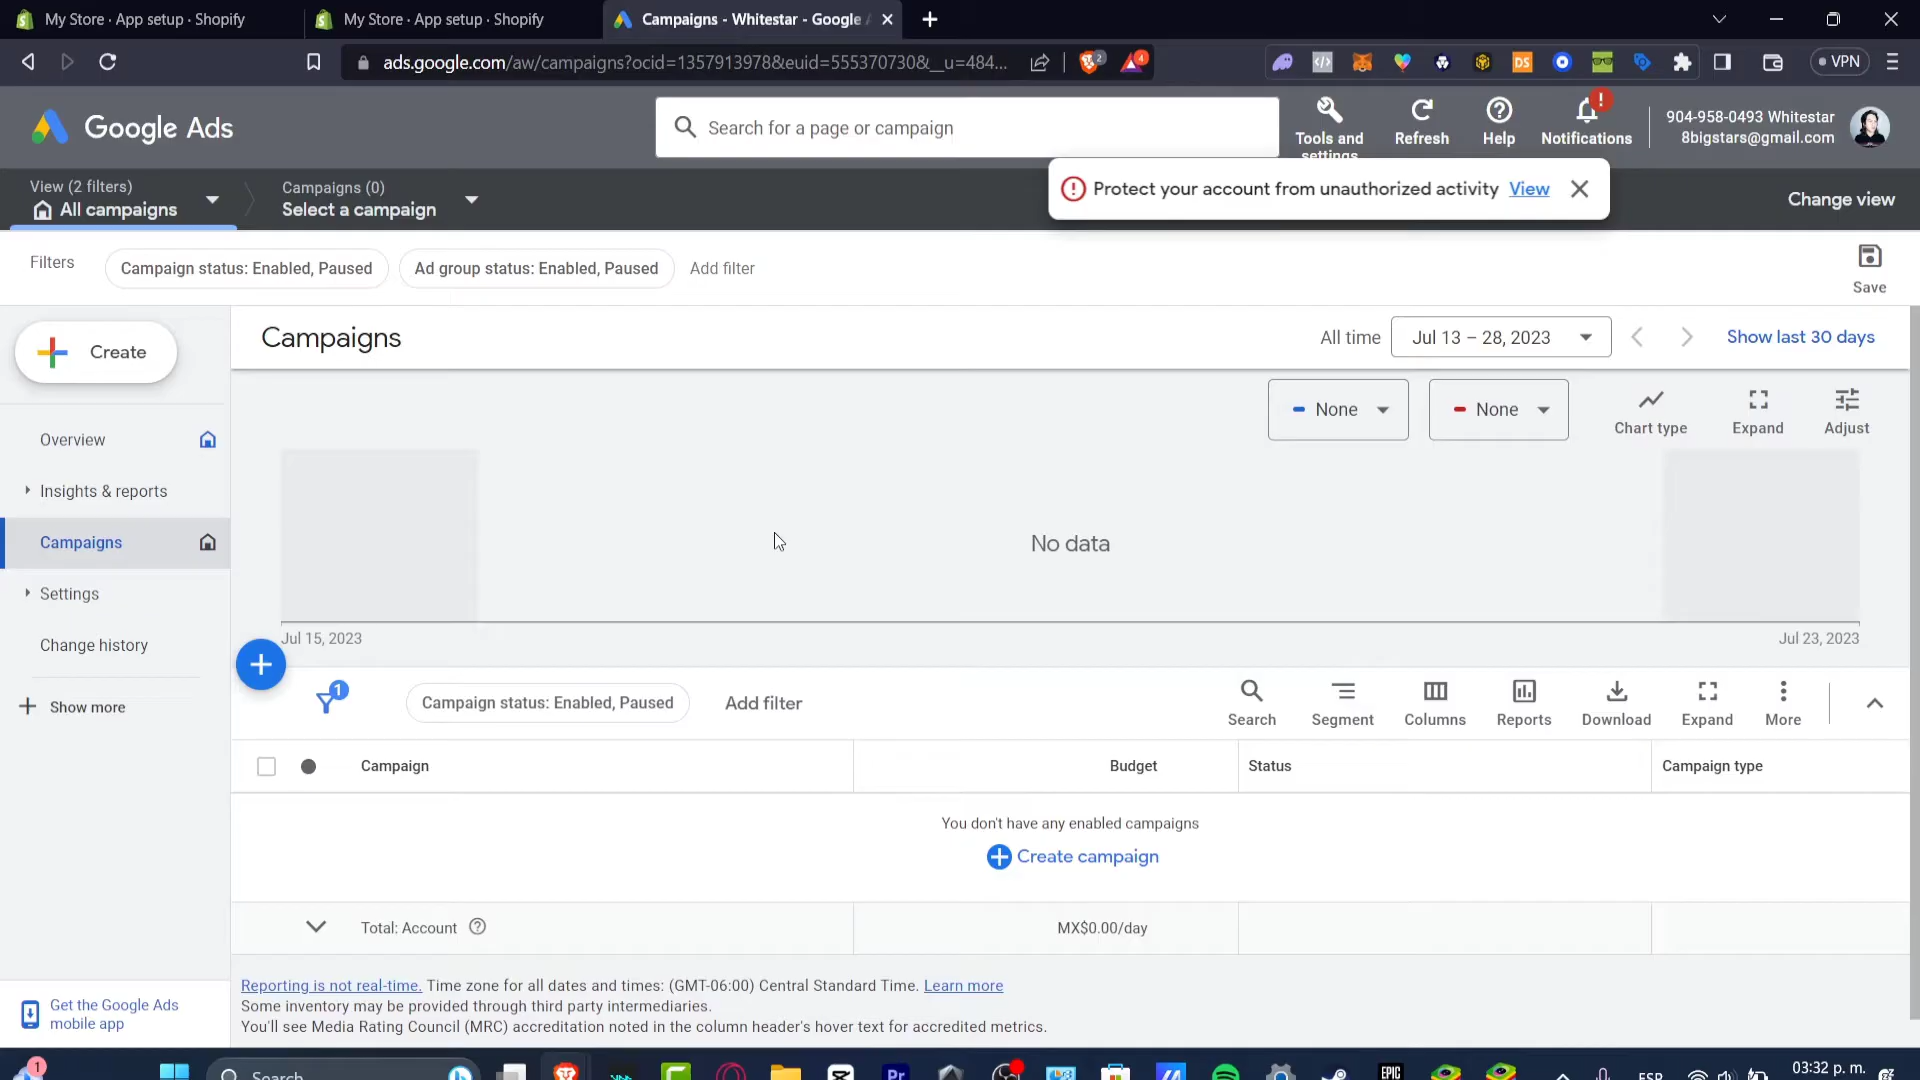 My Store · App setup · Shopify
My Store · App setup · Shopify
Campaigns - Whitestar - Google
ads.google.com/aw/campaigns?ocid=1357913978&euid=555370730&__u=484...
2
4
DS
VPN
Google Ads
Search for a page or campaign
Tools and
settings
Refresh
Help
Notifications
904-958-0493 Whitestar
8bigstars@gmail.com
View (2 filters)
All campaigns
Campaigns (0)
Select a campaign
Protect your account from unauthorized activity View
Change view
Filters
Campaign status: Enabled, Paused
Ad group status: Enabled, Paused
Add filter
Save
Create
Campaigns
All time
Jul 13 – 28, 2023
Show last 30 days
None
None
Chart type
Expand
Adjust
Overview
Insights & reports
Campaigns
Settings
Change history
Show more
No data
Jul 15, 2023
Jul 23, 2023
1
Campaign status: Enabled, Paused
Add filter
Search
Segment
Columns
Reports
Download
Expand
More
Campaign
Budget
Status
Campaign type
You don't have any enabled campaigns
Create campaign
Total: Account
MX$0.00/day
Reporting is not real-time. Time zone for all dates and times: (GMT-06:00) Central Standard Time. Learn more
Some inventory may be provided through third party intermediaries.
You'll see Media Rating Council (MRC) accreditation noted in the column header's hover text for accredited metrics.
Get the Google Ads
mobile app
1
Search
Pr
EPIC
ESP
03:32 p. m.